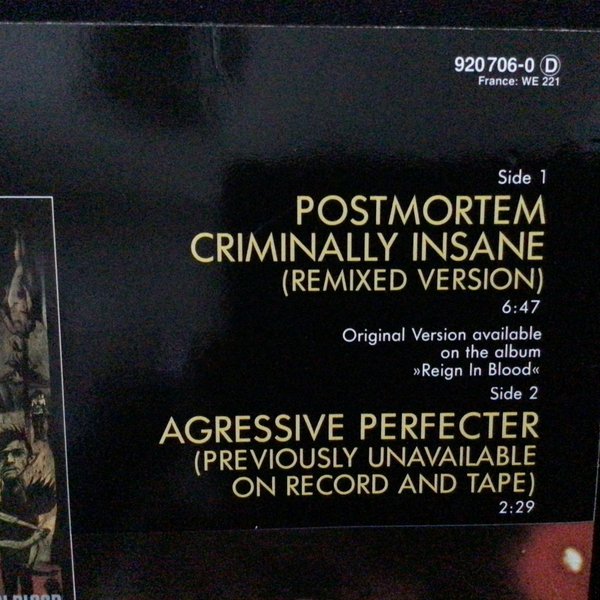 920 706-0 D
France: WE 221
Side 1
POSTMORTEM
CRIMINALLY INSANE
(REMIXED VERSION)
6:47
Original Version available
on the album
»Reign In Blood«
Side 2
AGRESSIVE PERFECTER
(PREVIOUSLY UNAVAILABLE
ON RECORD AND TAPE)
2:29
BLOOD